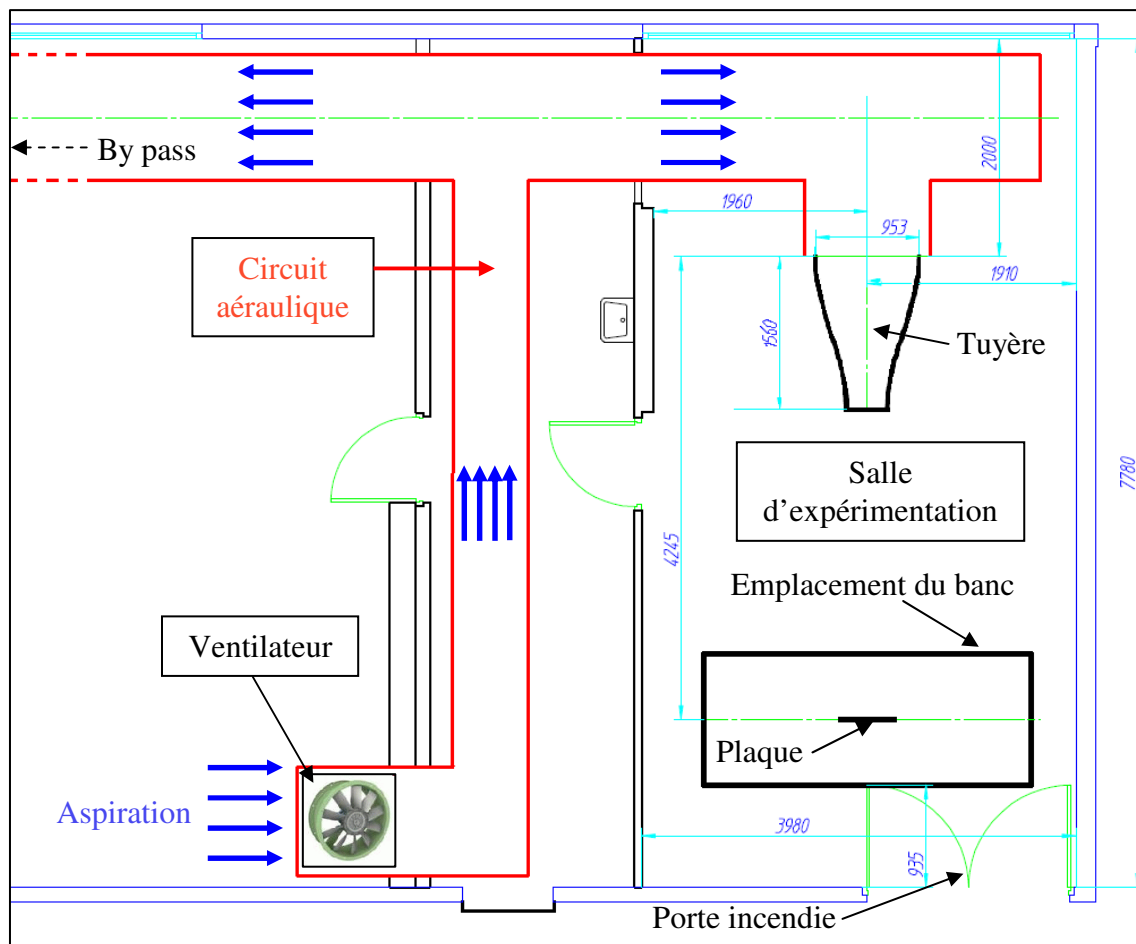 By pass
2000
1960
953
1910
Circuit
aéraulique
1560
Tuyère
4245
7780
Salle
d’expérimentation
Emplacement du banc
Ventilateur
Plaque
Aspiration
3980
935
Porte incendie